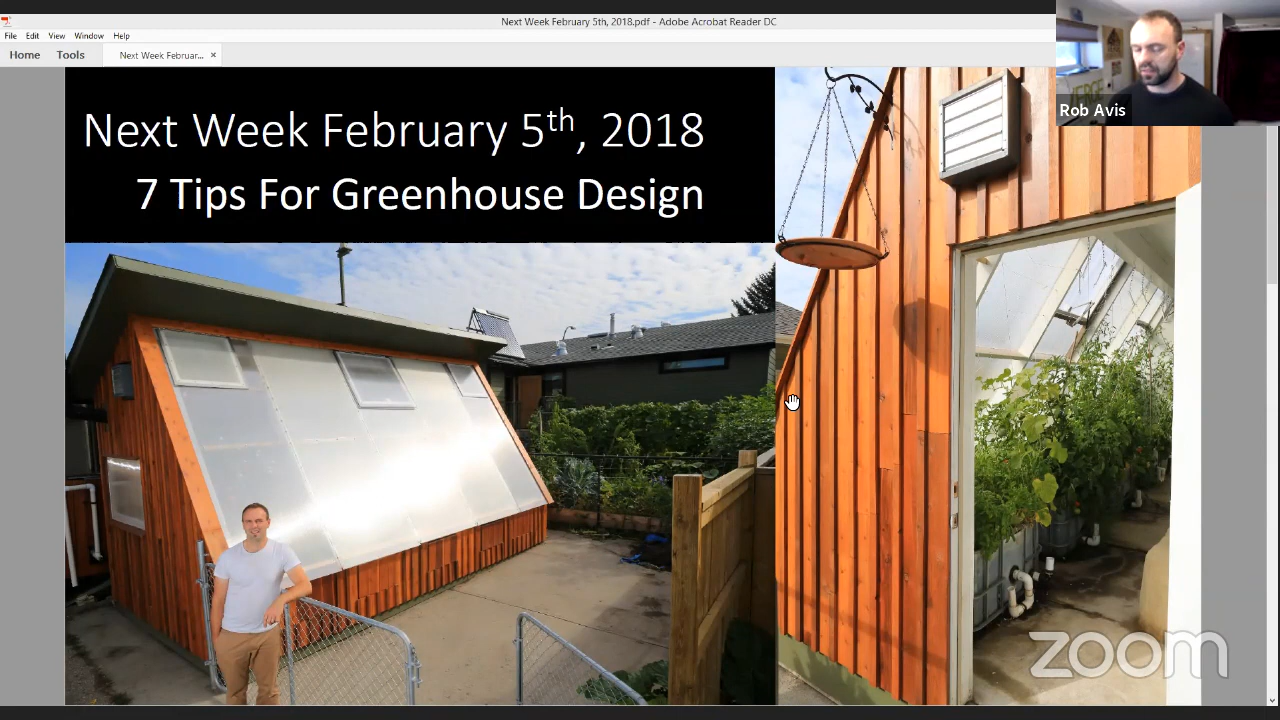 Next Week February 5th, 2018.pdf - Adobe Acrobat Reader DC
File Edit View Window Help
Home Tools Next Week Februar... ×
Rob Avis
Next Week February 5th, 2018
7 Tips For Greenhouse Design
zoom